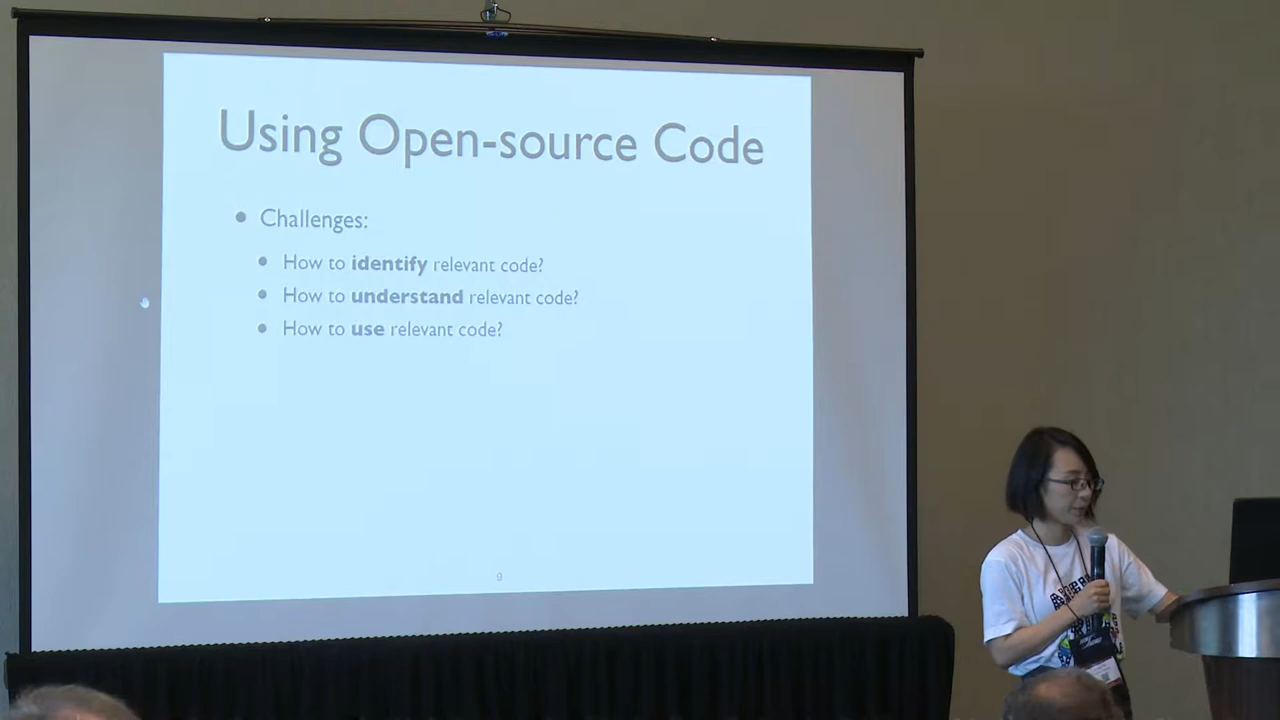 Using Open-source Code
Challenges:
How to identify relevant code?
How to understand relevant code?
How to use relevant code?
9